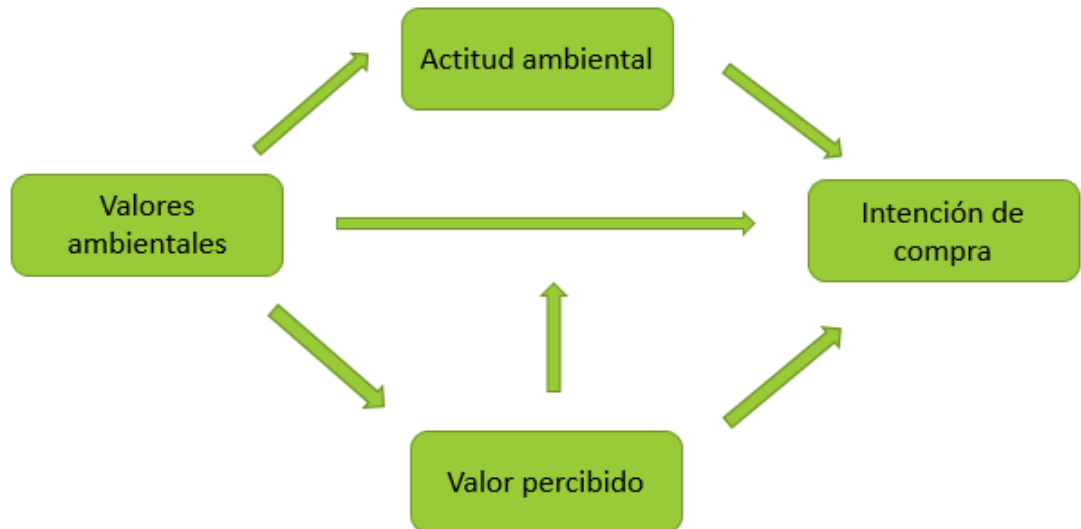 Actitud ambiental
Valores
ambientales
Intención de
compra
Valor percibido